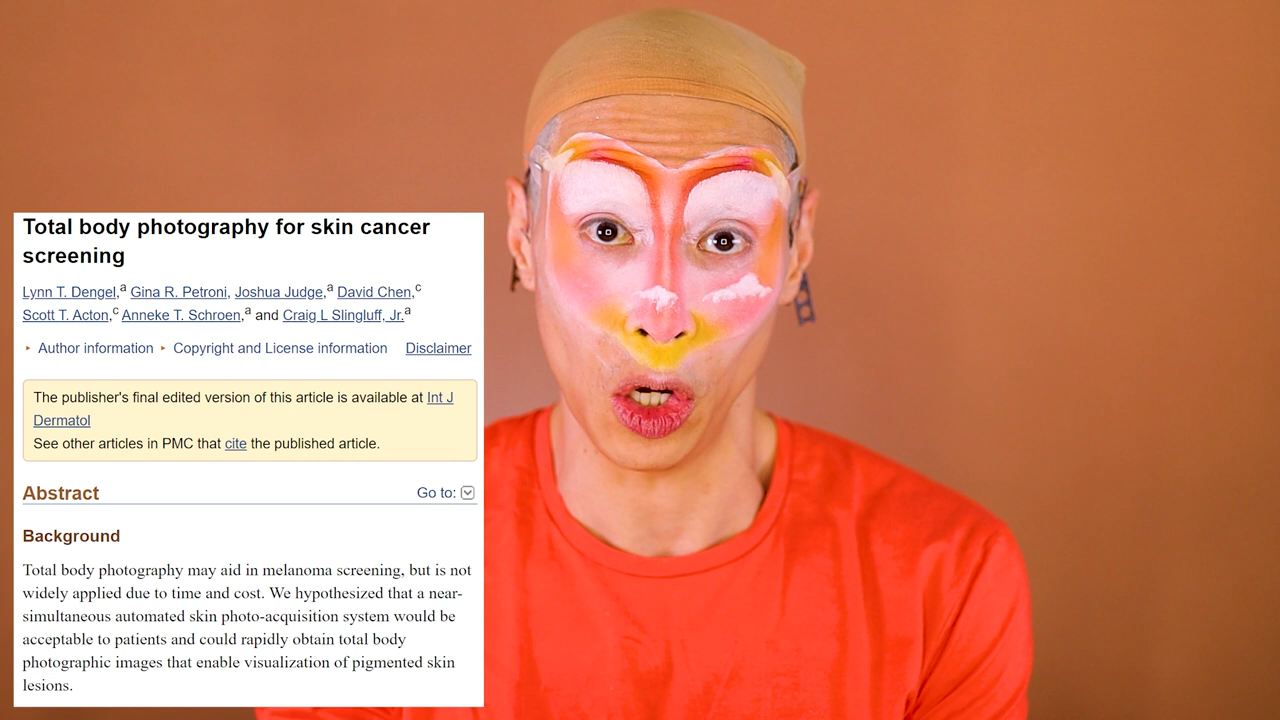 Total body photography for skin cancer
screening
Lynn T. Dengel,a Gina R. Petroni, Joshua Judge,a David Chen,c
Scott T. Acton,c Anneke T. Schroen,a and Craig L Slingluff, Jr.a
Author information Copyright and License information Disclaimer
The publisher's final edited version of this article is available at Int J
Dermatol
See other articles in PMC that cite the published article.
Abstract Go to:
Background
Total body photography may aid in melanoma screening, but is not
widely applied due to time and cost. We hypothesized that a near-
simultaneous automated skin photo-acquisition system would be
acceptable to patients and could rapidly obtain total body
photographic images that enable visualization of pigmented skin
lesions.